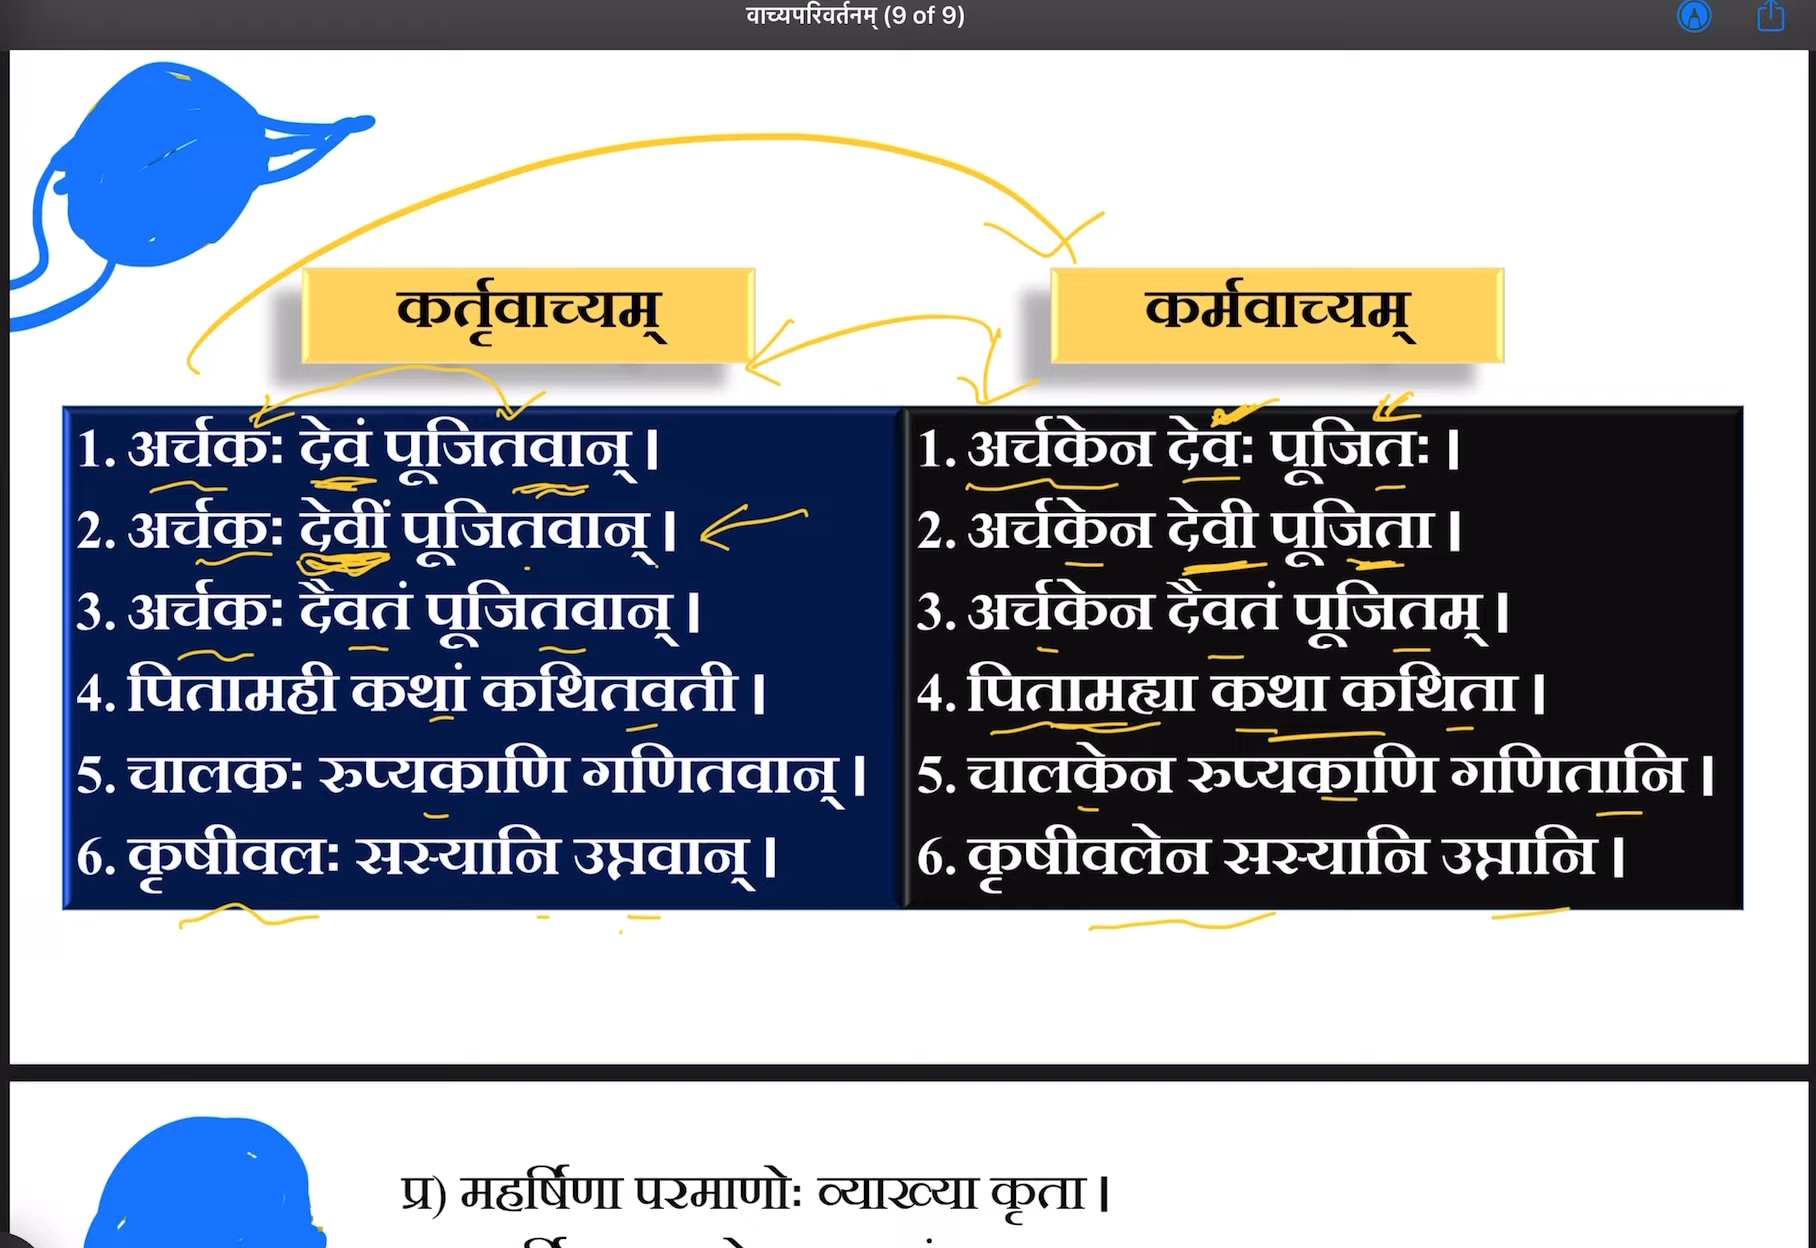 वाच्यपरिवर्तनम् (9 of 9)
कर्तृवाच्यम्
कर्मवाच्यम्
1. अर्चकः देवं पूजितवान् ।
2. अर्चकः देवीं पूजितवान् ।
3. अर्चकः दैवतं पूजितवान् ।
4. पितामही कथां कथितवती ।
5. चालकः रुप्यकाणि गणितवान् ।
6. कृषीवलः सस्यानि उप्तवान् ।
1. अर्चकेन देवः पूजितः ।
2. अर्चकेन देवी पूजिता ।
3. अर्चकेन दैवतं पूजितम् ।
4. पितामह्या कथा कथिता ।
5. चालकेन रुप्यकाणि गणितानि ।
6. कृषीवलेन सस्यानि उप्तानि ।
प्र) महर्षिणा परमाणोः व्याख्या कृता ।